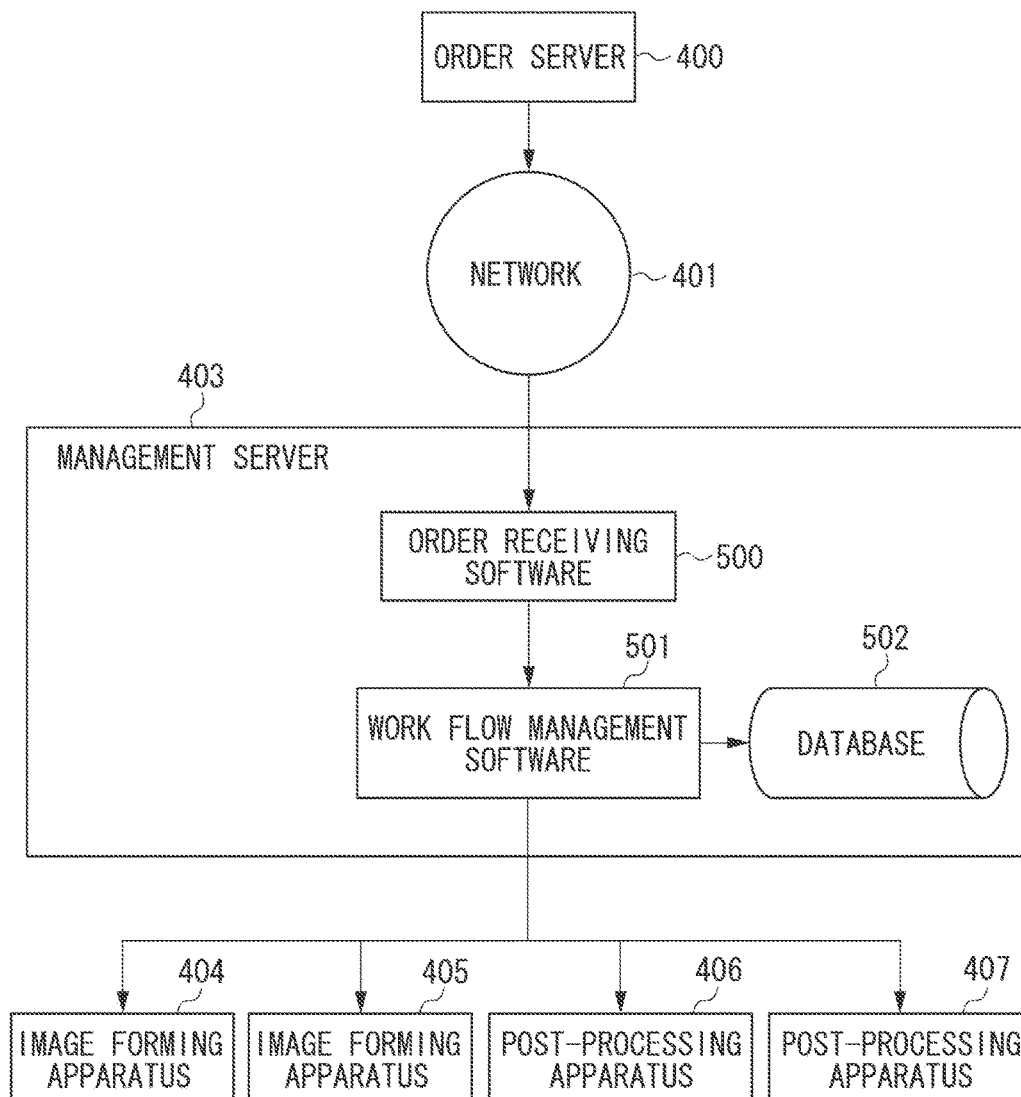 ORDER SERVER
400
NETWORK
401
403
MANAGEMENT SERVER
ORDER RECEIVING
SOFTWARE
500
501
502
WORK FLOW MANAGEMENT
SOFTWARE
DATABASE
404
405
406
407
IMAGE FORMING
APPARATUS
IMAGE FORMING
APPARATUS
POST-PROCESSING
APPARATUS
POST-PROCESSING
APPARATUS